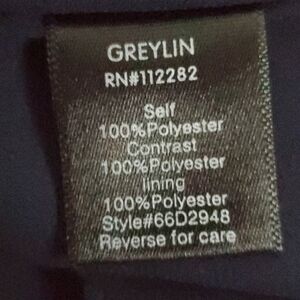 GREYLIN
RN#112282
Self
100%Polyester
Contrast
100%Polyester
lining
100%Polyester
Style#66D2948
Reverse for care